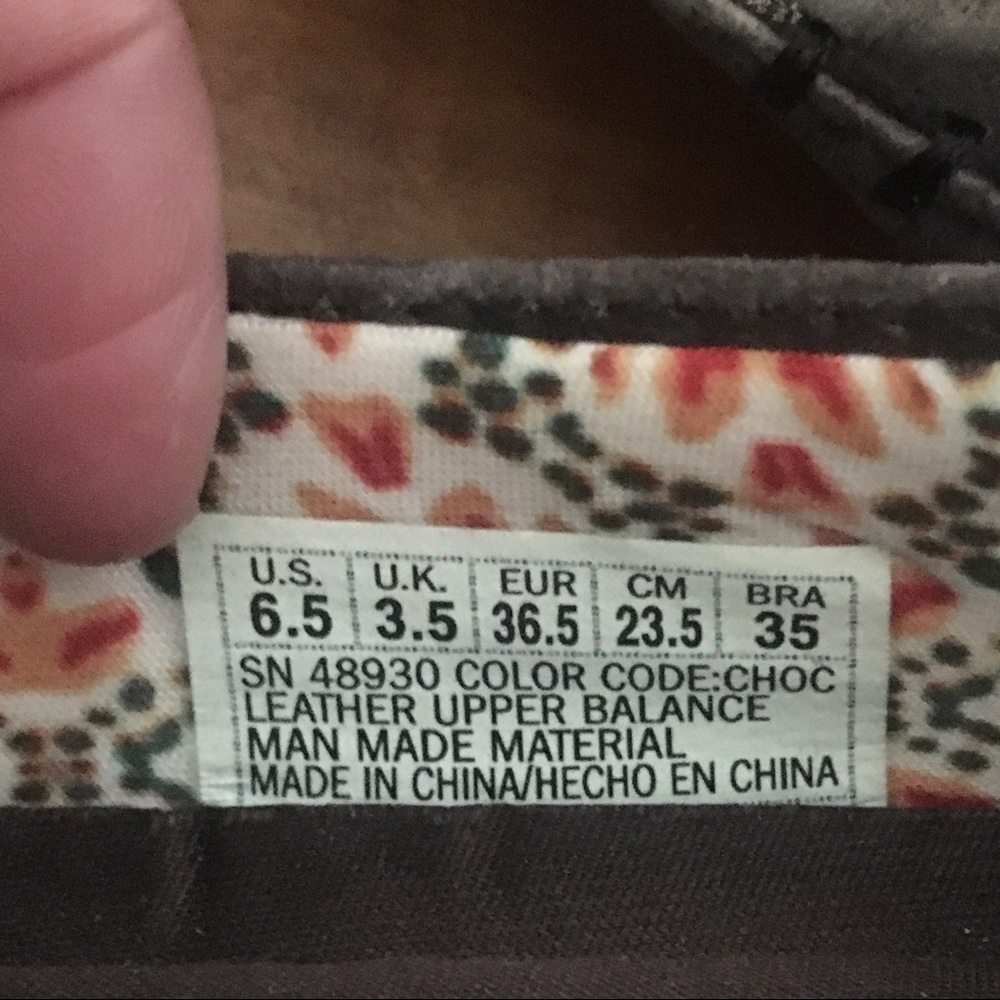 U.S. U.K. EUR CM BRA
6.5 3.5 36.5 23.5 35
SN 48930 COLOR CODE:CHOC
LEATHER UPPER BALANCE
MAN MADE MATERIAL
MADE IN CHINA/HECHO EN CHINA